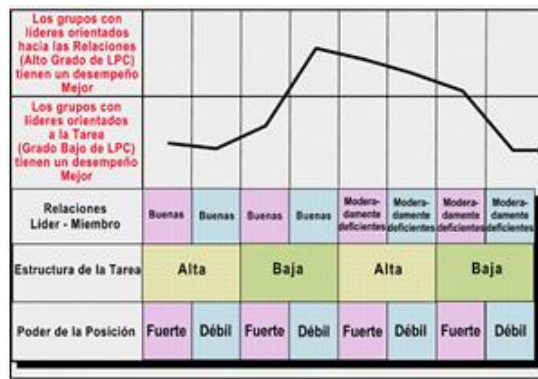 Los grupos con
líderes orientados
hacia las Relaciones
(Alto Grado de LPC)
tienen un desempeño
Mejor
Los grupos con
líderes orientados
a la Tarea
(Grado Bajo de LPC)
tienen un desempeño
Mejor
Relaciones
Líder - Miembro
Buenas
Buenas
Buenas
Buenas
Modera-
damente
deficientes
Modera-
damente
deficientes
Modera-
damente
deficientes
Modera-
damente
deficientes
Estructura de la Tarea
Alta
Baja
Alta
Baja
Poder de la Posición
Fuerte
Débil
Fuerte
Débil
Fuerte
Débil
Fuerte
Débil